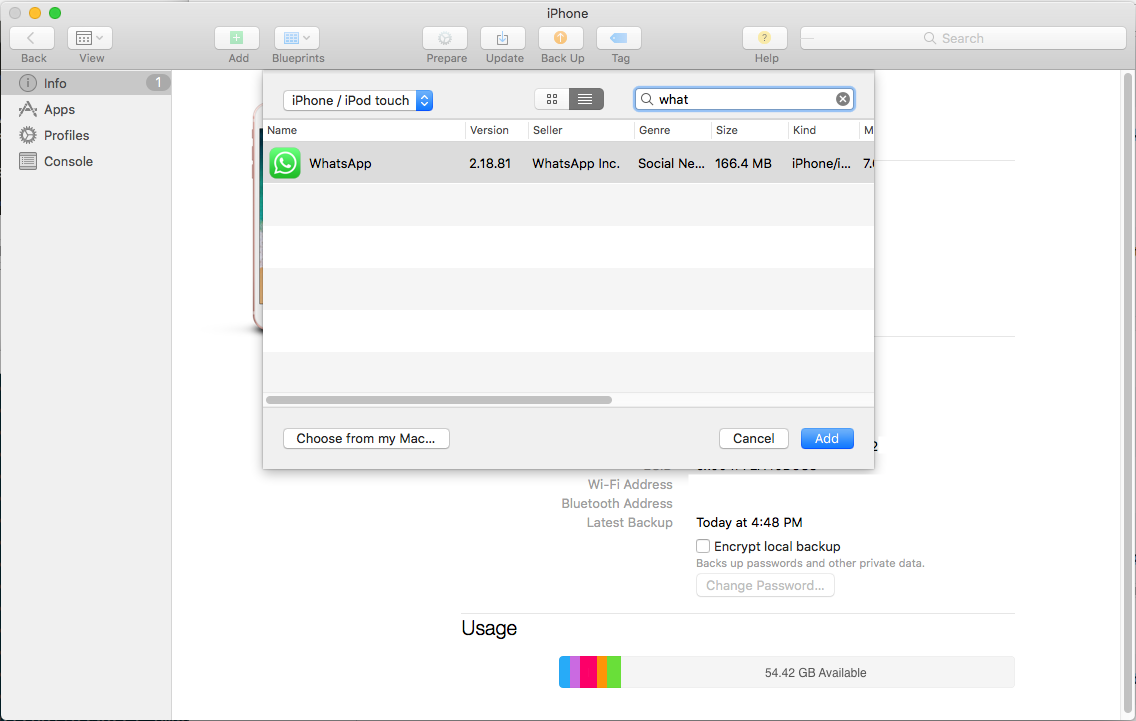 iPhone
Back
View
Add
Blueprints
Prepare
Update
Back Up
Tag
Help
Search
Info 1
Apps
Profiles
Console
iPhone / iPod touch
what
Name Version Seller Genre Size Kind M
WhatsApp 2.18.81 WhatsApp Inc. Social Ne... 166.4 MB iPhone/i... 7.
Choose from my Mac...
Cancel
Add
2
Wi-Fi Address
Bluetooth Address
Latest Backup Today at 4:48 PM
Encrypt local backup
Backs up passwords and other private data.
Change Password...
Usage
54.42 GB Available